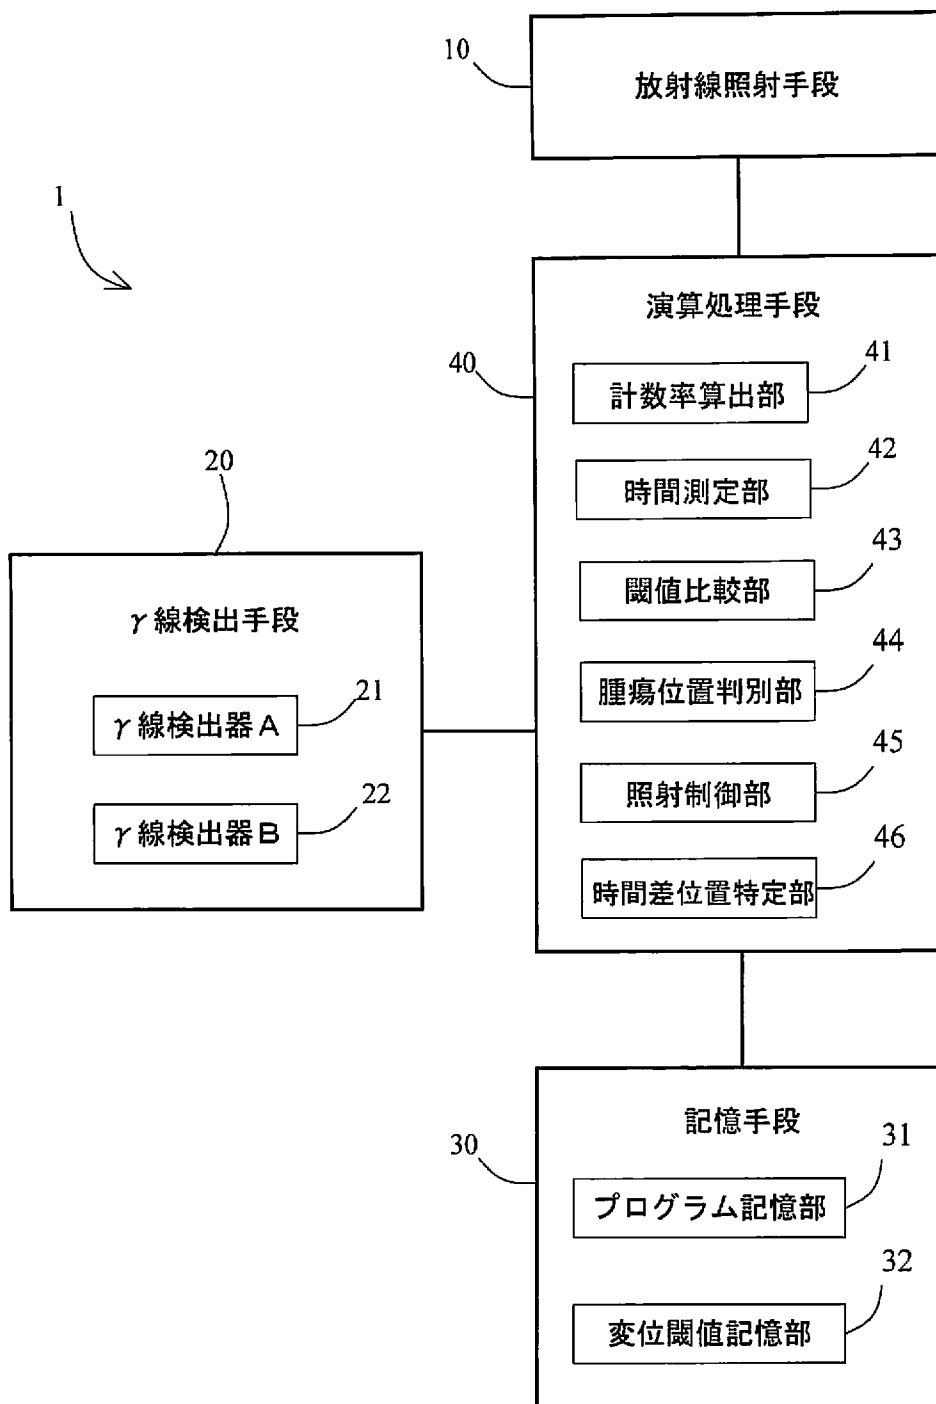 10
放射線照射手段
1
演算処理手段
40
41
計数率算出部
42
時間測定部
20
43
閾値比較部
γ線検出手段
44
腫瘍位置判別部
21
γ線検出器A
45
照射制御部
22
γ線検出器B
46
時間差位置特定部
記憶手段
30
31
プログラム記憶部
32
変位閾値記憶部